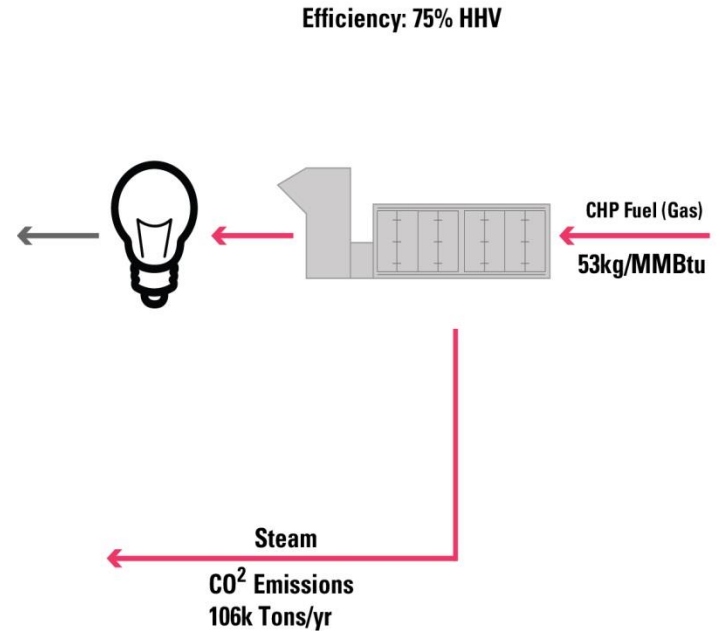 Efficiency: 75% HHV
CHP Fuel (Gas)
53kg/MMBtu
Steam
CO² Emissions
106k Tons/yr